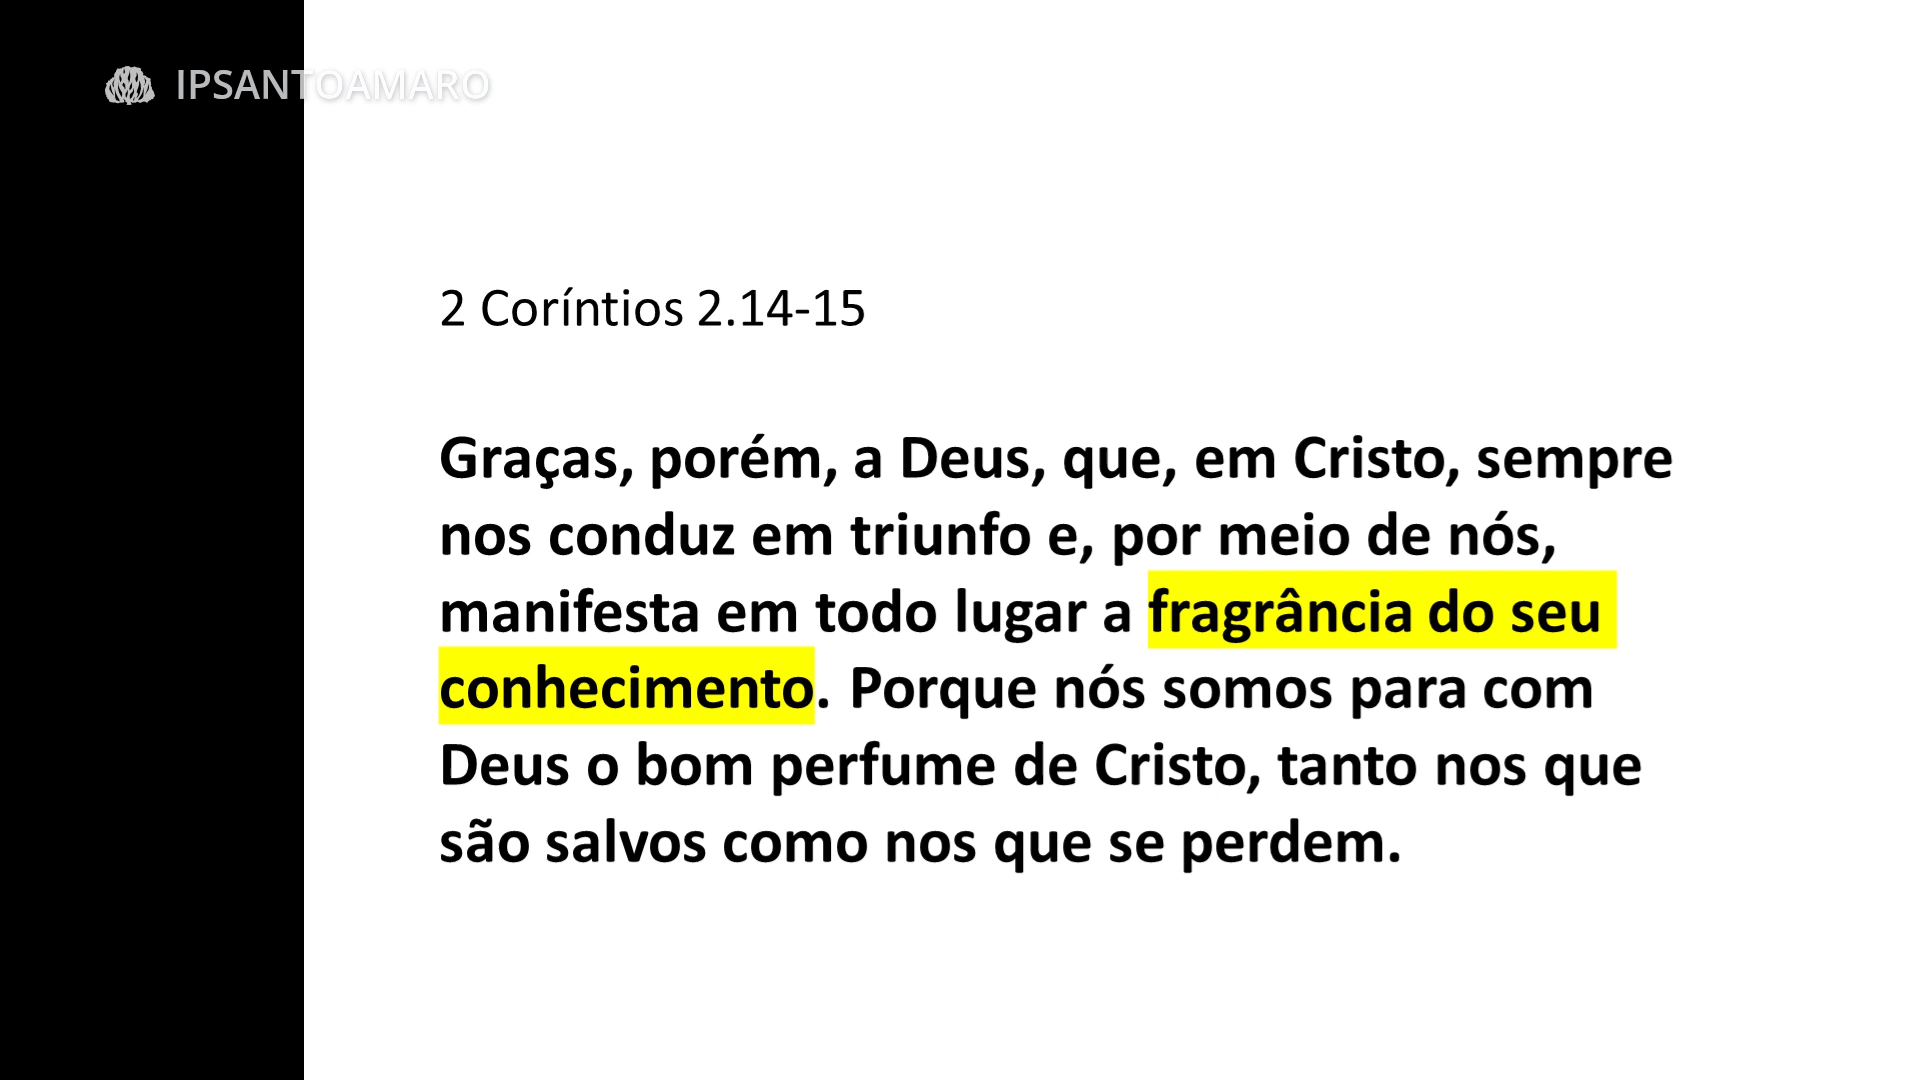 IPSANTOAMARO
2 Coríntios 2.14-15
Graças, porém, a Deus, que, em Cristo, sempre
nos conduz em triunfo e, por meio de nós,
manifesta em todo lugar a fragrância do seu
conhecimento. Porque nós somos para com
Deus o bom perfume de Cristo, tanto nos que
são salvos como nos que se perdem.